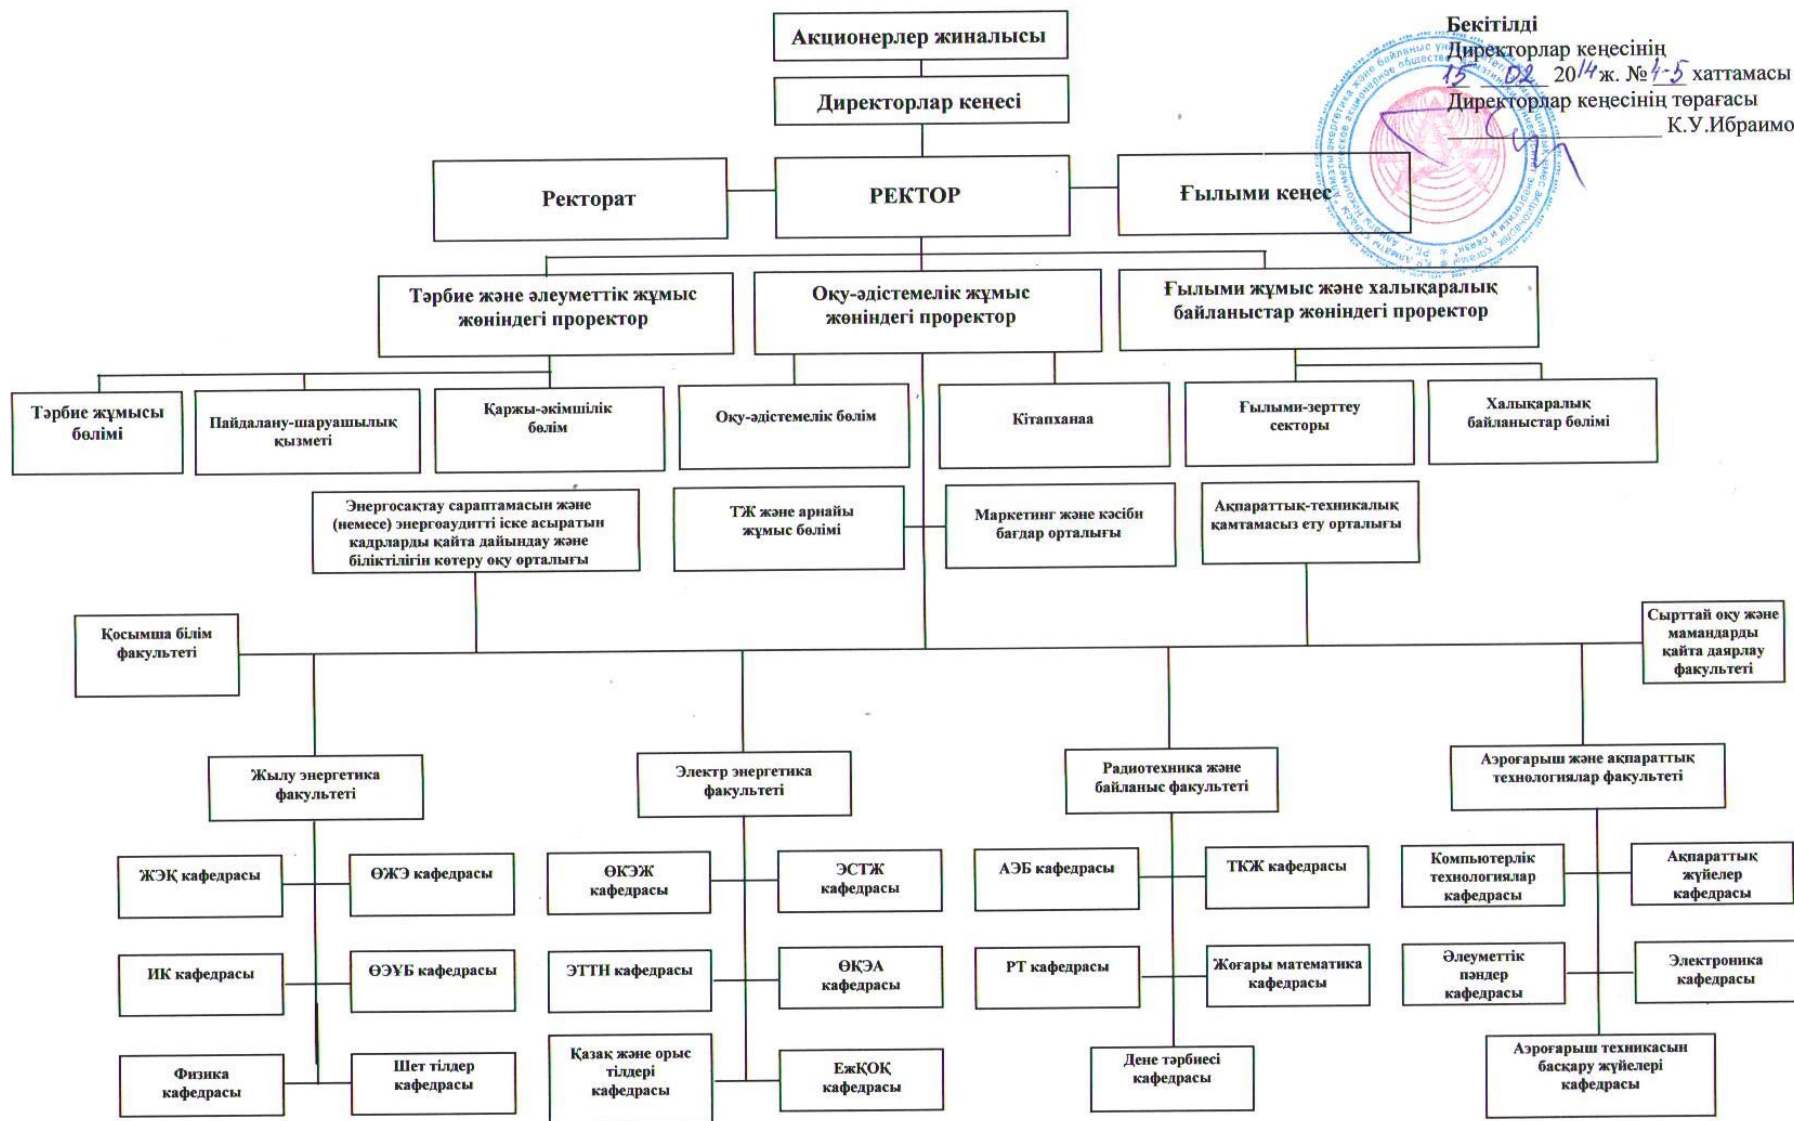 Акционерлер жиналысы
Директорлар кеңесі
Бекітілді
Директорлар кеңесінің
15 02 2014 ж. № 4-5 хаттамасы
Директорлар кеңесінің төрағасы
К.У.Ибраимо
Ректорат
РЕКТОР
Ғылыми кеңес
Тәрбие және әлеуметтік жұмыс
жөніндегі проректор
Оқу-әдістемелік жұмыс
жөніндегі проректор
Ғылыми жұмыс және халықаралық
байланыстар жөніндегі проректор
Тәрбие жұмысы
бөлімі
Пайдалану-шаруашылық
қызметі
Қаржы-әкімшілік
бөлім
Оқу-әдістемелік бөлім
Кітапханаа
Ғылыми-зерттеу
секторы
Халықаралық
байланыстар бөлімі
Энергосақтау сараптамасын және
(немесе) энергоаудитті іске асыратын
кадрларды қайта дайындау және
біліктілігін көтеру оқу орталығы
ТЖ және арнайы
жұмыс бөлімі
Маркетинг және кәсіби
бағдар орталығы
Ақпараттық-техникалық
қамтамасыз ету орталығы
Қосымша білім
факультеті
Сырттай оқу және
мамандарды
қайта даярлау
факультеті
Жылу энергетика
факультеті
Электр энергетика
факультеті
Радиотехника және
байланыс факультеті
Аэроғарыш және ақпараттық
технологиялар факультеті
ЖЭҚ кафедрасы
ӨЖЭ кафедрасы
ӨКЭЖ
кафедрасы
ЭСТЖ
кафедрасы
АЭБ кафедрасы
ТКЖ кафедрасы
Компьютерлік
технологиялар
кафедрасы
Ақпараттық
жүйелер
кафедрасы
ИК кафедрасы
ӨЭҰБ кафедрасы
ЭТТН кафедрасы
ӨҚЭА
кафедрасы
РТ кафедрасы
Жоғары математика
кафедрасы
Әлеуметтік
пәндер
кафедрасы
Электроника
кафедрасы
Физика
кафедрасы
Шет тілдер
кафедрасы
Қазақ және орыс
тілдері
кафедрасы
ЕжҚОҚ
кафедрасы
Дене тәрбиесі
кафедрасы
Аэроғарыш техникасын
басқару жүйелері
кафедрасы